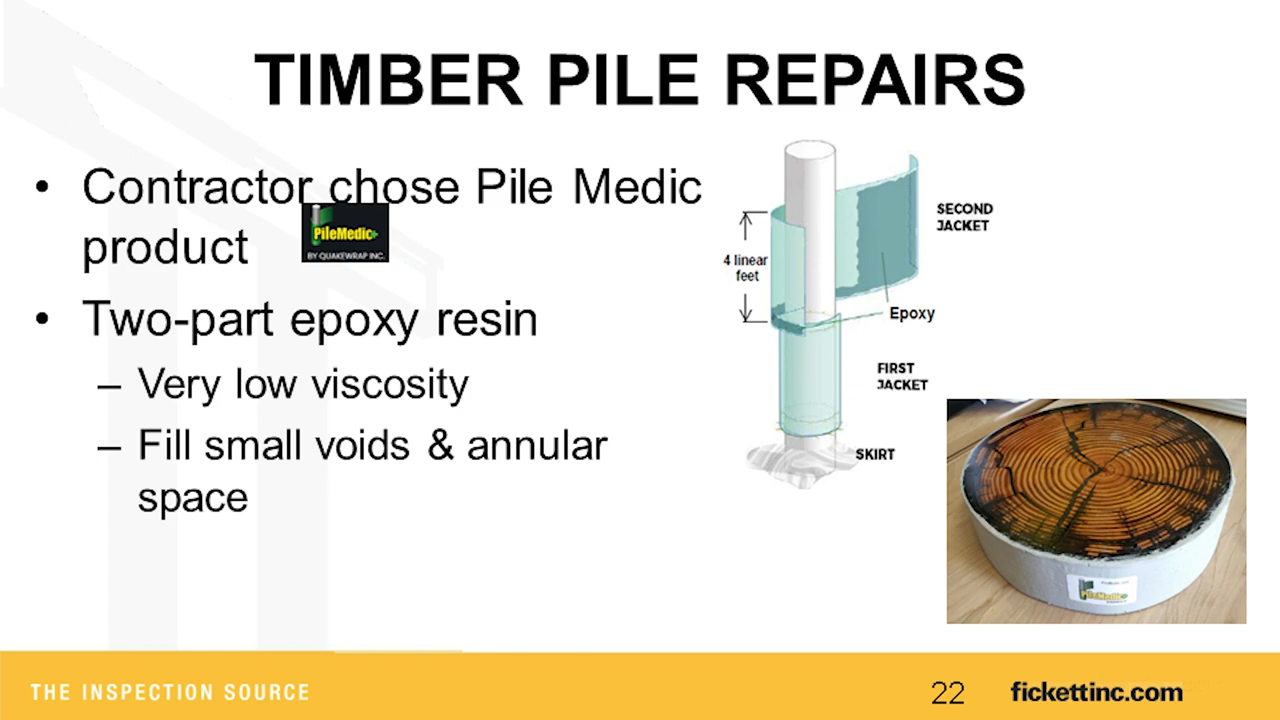 TIMBER PILE REPAIRS
• Contractor chose Pile Medic
product
PileMedic
BY QUAKEWRAP INC.
• Two-part epoxy resin
– Very low viscosity
– Fill small voids & annular
space
SECOND
JACKET
4 linear
feet
Epoxy
FIRST
JACKET
SKIRT
PileMedic
THE INSPECTION SOURCE
22
fickettinc.com